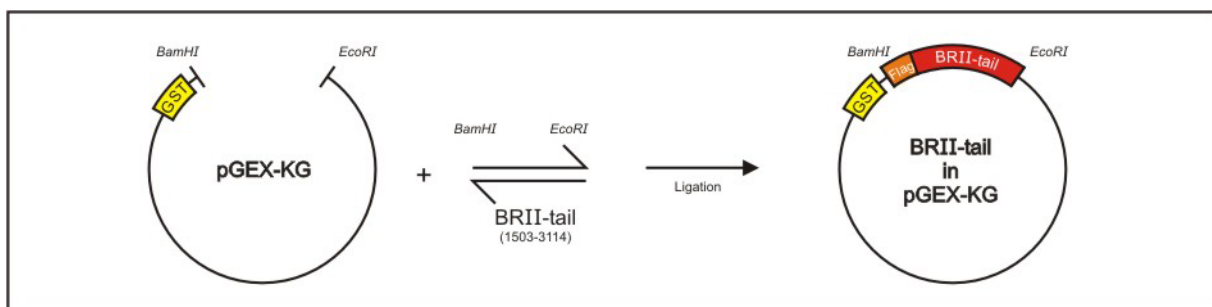 BamHI
EcoRI
GST
pGEX-KG
+
BamHI
EcoRI
BRII-tail
(1503-3114)
Ligation
BamHI
EcoRI
GST
Flag
BRII-tail
BRII-tail
in
pGEX-KG